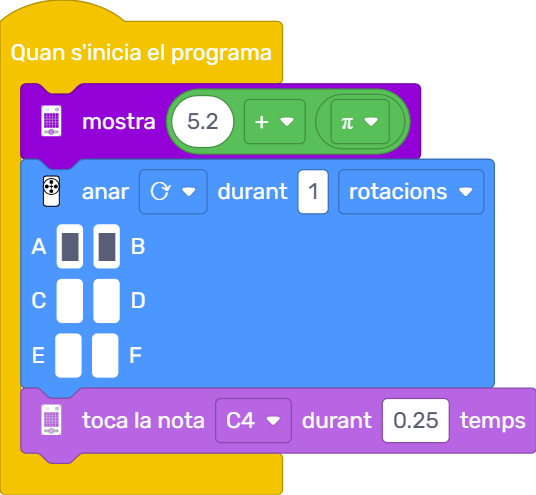 Quan s'inicia el programa
mostra 5.2 + π
anar durant 1 rotacions
A B
C D
E F
toca la nota C4 durant 0.25 temps